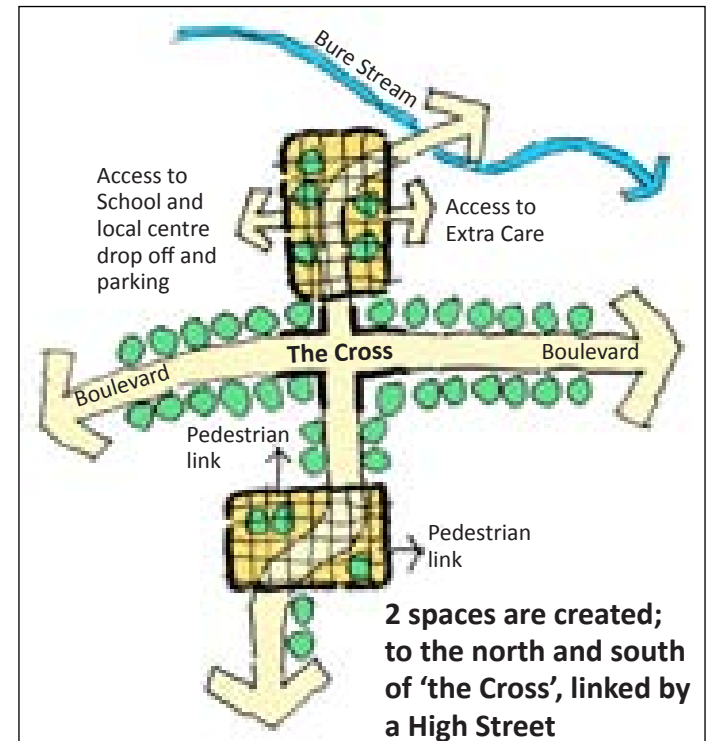 Bure Stream
Access to
School and
local centre
drop off and
parking
Access to
Extra Care
The Cross
Boulevard
Boulevard
Pedestrian
link
Pedestrian
link
2 spaces are created;
to the north and south
of ‘the Cross’, linked by
a High Street